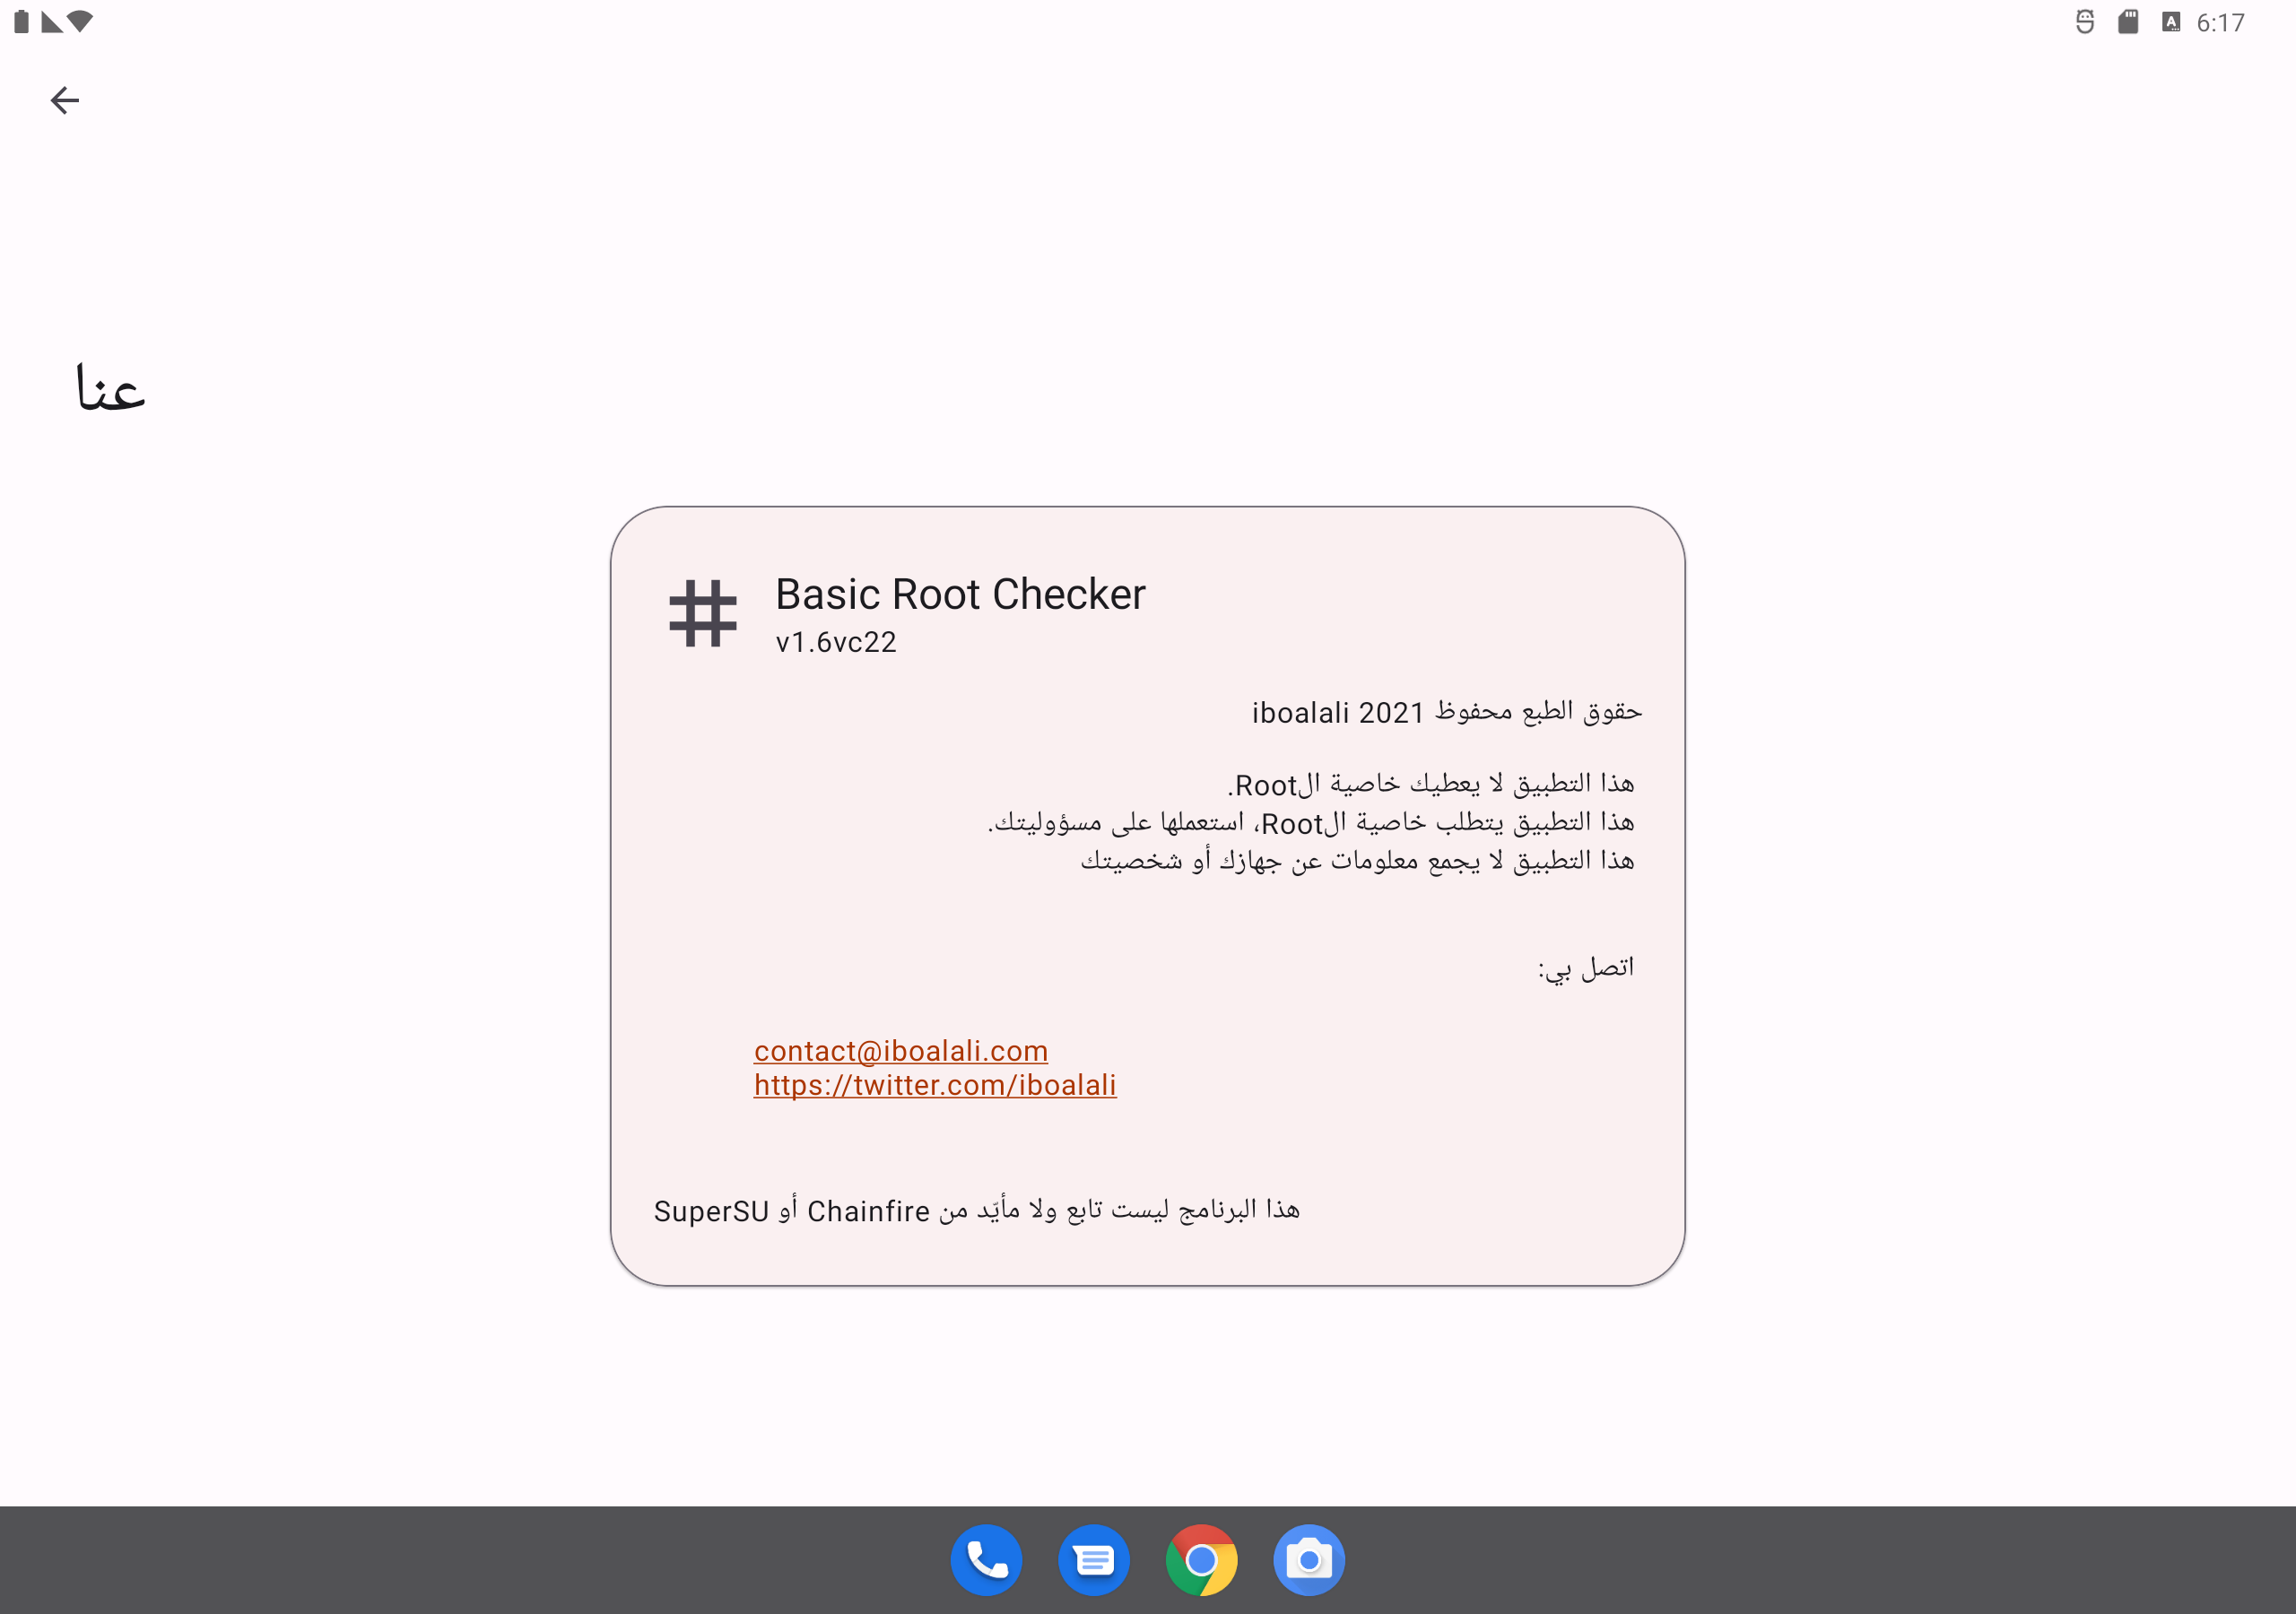 6:17
عنا
Basic Root Checker
v1.6vc22
حقوق الطبع محفوظ iboalali 2021
هذا التطبيق لا يعطيك خاصية الRoot.
هذا التطبيق يتطلب خاصية الRoot، استعملها على مسؤوليتك.
هذا التطبيق لا يجمع معلومات عن جهازك أو شخصيتك
اتصل بي:
contact@iboalali.com
https://twitter.com/iboalali
هذا البرنامج ليست تابع ولا مأيّد من Chainfire أو SuperSU